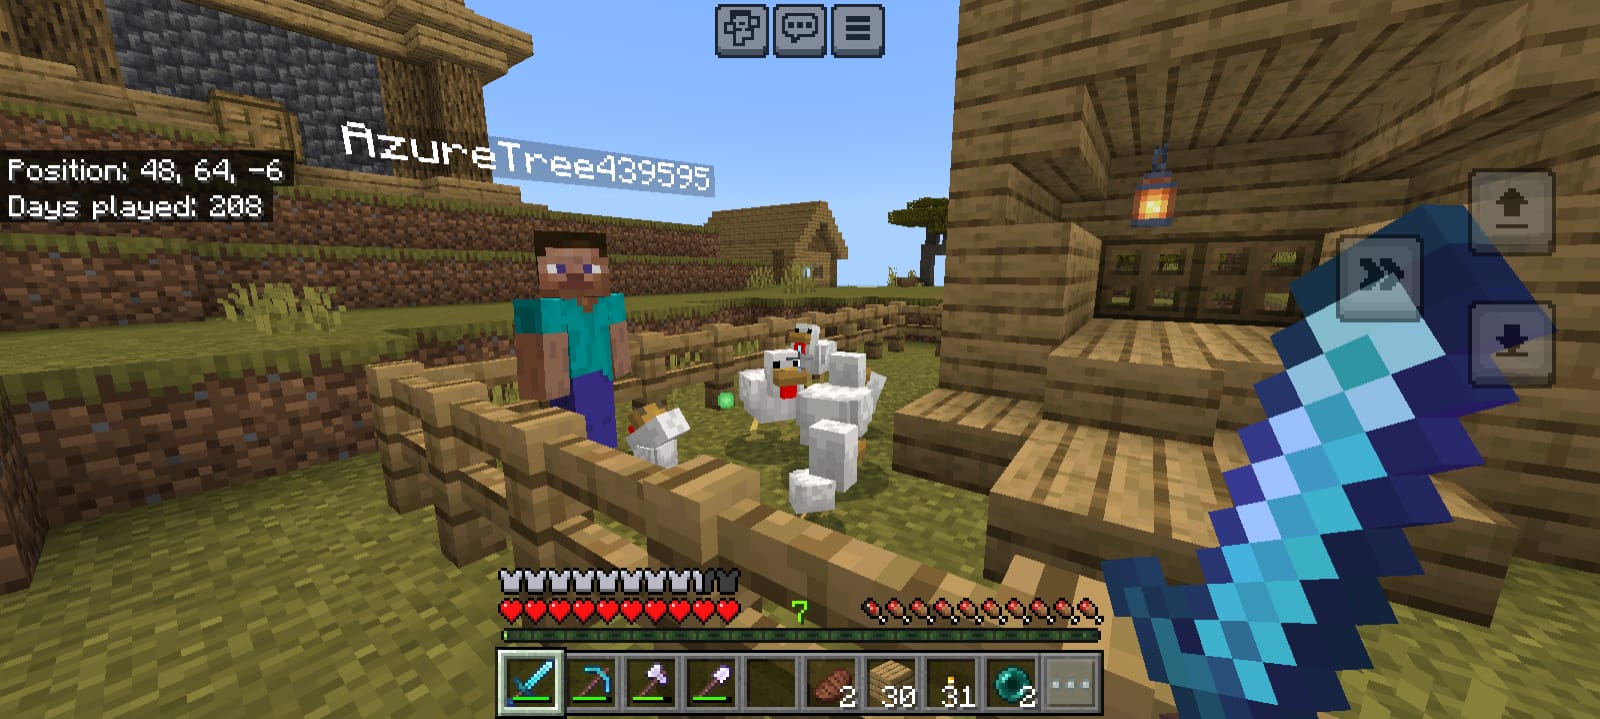 AzureTree439595
Position: 48, 64, -6
Days played: 208
7
2
30
31
2